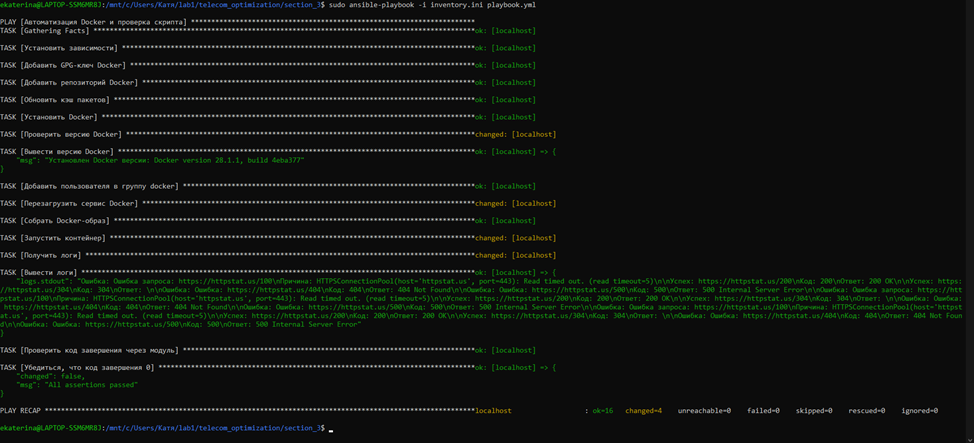 ekaterina@LAPTOP-S5M6MR8J:/mnt/c/Users/Катя/lab1/telecom_optimization/section_3$ sudo ansible-playbook -i inventory.ini playbook.yml
PLAY [Автоматизация Docker и проверка скрипта] ***
TASK [Gathering Facts] ***ok: [localhost]
TASK [Установить зависимости] ***ok: [localhost]
TASK [Добавить GPG-ключ Docker] ***ok: [localhost]
TASK [Добавить репозиторий Docker] ***ok: [localhost]
TASK [Обновить кэш пакетов] ***ok: [localhost]
TASK [Установить Docker] ***ok: [localhost]
TASK [Проверить версию Docker] ***changed: [localhost]
TASK [Вывести версию Docker] ***ok: [localhost] => {
"msg": "Установлен Docker версии: Docker version 28.1.1, build 4eba377"
}
TASK [Добавить пользователя в группу docker] ***ok: [localhost]
TASK [Перезагрузить сервис Docker] ***changed: [localhost]
TASK [Собрать Docker-образ] ***ok: [localhost]
TASK [Запустить контейнер] ***changed: [localhost]
TASK [Получить логи] ***changed: [localhost]
TASK [Вывести логи] ***ok: [localhost] => {
"logs.stdout": "Ошибка: Ошибка запроса: https://httpstat.us/100\nПричина: HTTPSConnectionPool(host='httpstat.us', port=443): Read timed out. (read timeout=5)\n\nУспех: https://httpstat.us/200\nКод: 200\nОтвет: 200 OK\n\nУспех: https:
//httpstat.us/304\nКод: 304\nОтвет: \n\nОшибка: Ошибка: https://httpstat.us/404\nКод: 404\nОтвет: 404 Not Found\n\nОшибка: Ошибка: https://httpstat.us/500\nКод: 500\nОтвет: 500 Internal Server Error\n\nОшибка: Ошибка запроса: https://htt
pstat.us/100\nПричина: HTTPSConnectionPool(host='httpstat.us', port=443): Read timed out. (read timeout=5)\n\nУспех: https://httpstat.us/200\nКод: 200\nОтвет: 200 OK\n\nУспех: https://httpstat.us/304\nКод: 304\nОтвет: \n\nОшибка: Ошибка:
https://httpstat.us/404\nКод: 404\nОтвет: 404 Not Found\n\nОшибка: Ошибка: https://httpstat.us/500\nКод: 500\nОтвет: 500 Internal Server Error\n\nОшибка: Ошибка запроса: https://httpstat.us/100\nПричина: HTTPSConnectionPool(host='httpst
at.us', port=443): Read timed out. (read timeout=5)\n\nУспех: https://httpstat.us/200\nКод: 200\nОтвет: 200 OK\n\nУспех: https://httpstat.us/304\nКод: 304\nОтвет: \n\nОшибка: Ошибка: https://httpstat.us/404\nКод: 404\nОтвет: 404 Not Foun
d\n\nОшибка: Ошибка: https://httpstat.us/500\nКод: 500\nОтвет: 500 Internal Server Error"
}
TASK [Проверить код завершения через модуль] ***ok: [localhost]
TASK [Убедиться, что код завершения 0] ***ok: [localhost] => {
"changed": false,
"msg": "All assertions passed"
}
PLAY RECAP ***localhost : ok=16 changed=4 unreachable=0 failed=0 skipped=0 rescued=0 ignored=0
ekaterina@LAPTOP-S5M6MR8J:/mnt/c/Users/Катя/lab1/telecom_optimization/section_3$